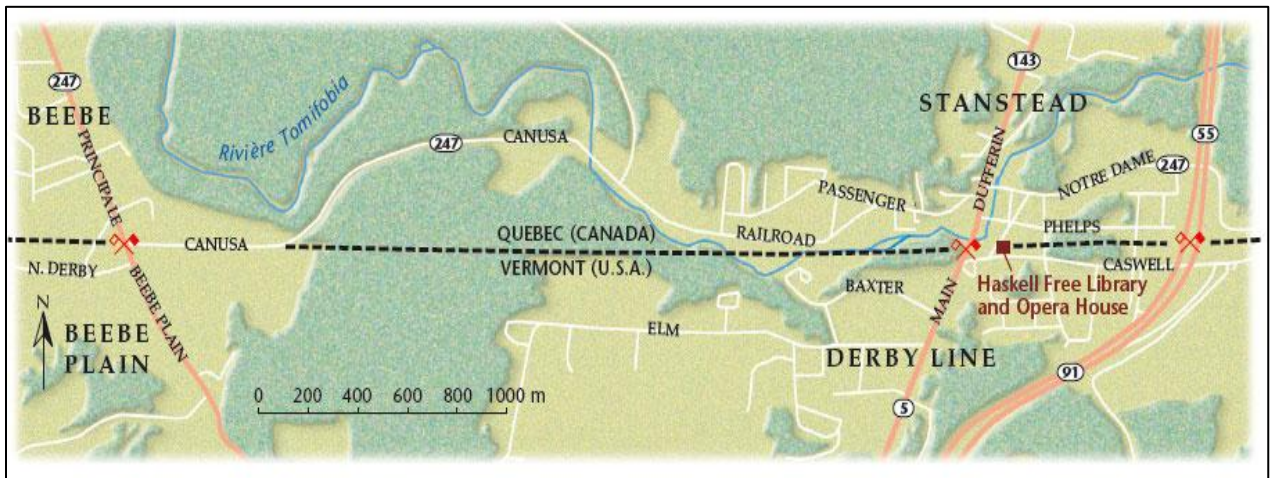 247
BEEBE
PRINCIPALE
Rivière Tomifobia
247
CANUSA
143
STANSTEAD
DUFFERIN
55
PASSENGER
NOTRE DAME
247
PHELPS
CANUSA
QUEBEC (CANADA)
RAILROAD
VERMONT (U.S.A.)
N. DERBY
BEEBE PLAIN
BAXTER
MAIN
CASWELL
Haskell Free Library
and Opera House
N
BEEBE
PLAIN
ELM
DERBY LINE
91
5
0 200 400 600 800 1000 m